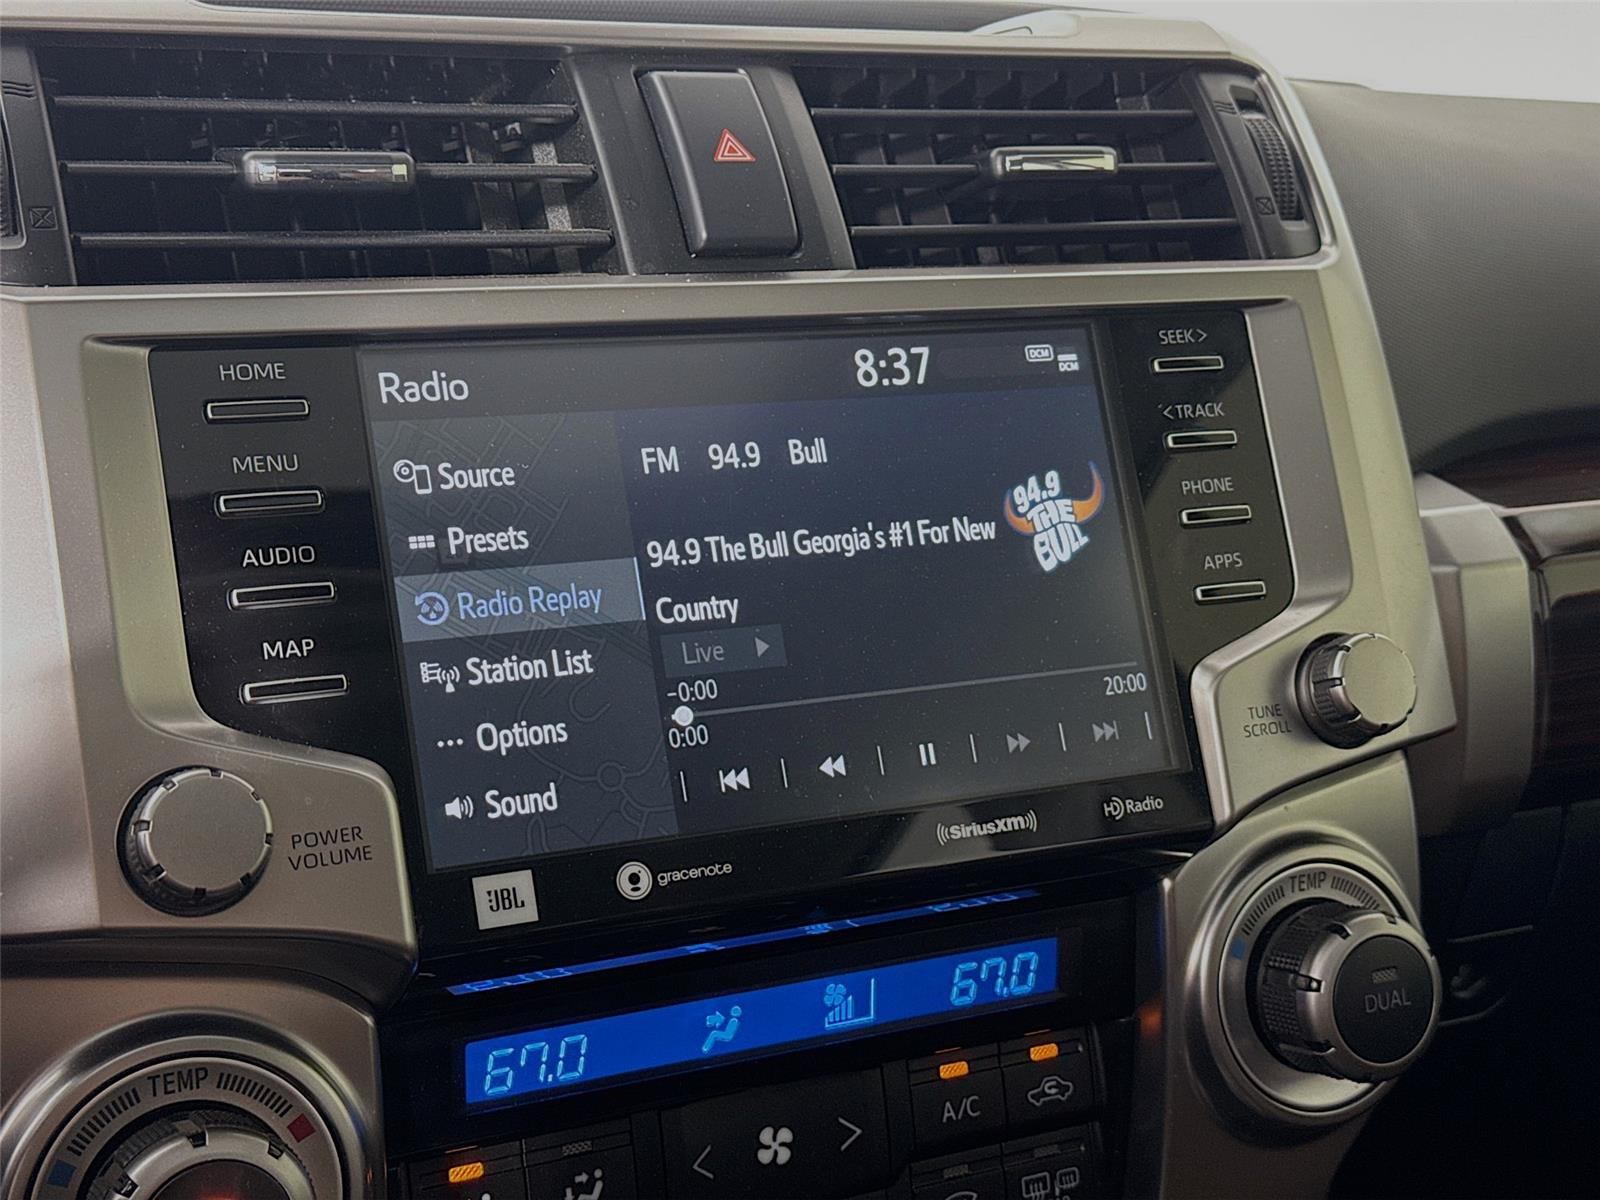 HOME
MENU
AUDIO
MAP
POWER
VOLUME
Radio
8:37
DCM
DCM
Source
Presets
Radio Replay
Station List
Options
Sound
FM 94.9 Bull
94.9 The Bull Georgia's #1 For New
Country
94.9
THE
BULL
Live
-0:00
20:00
0:00
SEEK>
<TRACK
PHONE
APPS
TUNE
SCROLL
JBL
gracenote
((SiriusXM))
HD Radio
67.0
67.0
TEMP
TEMP
DUAL
A/C